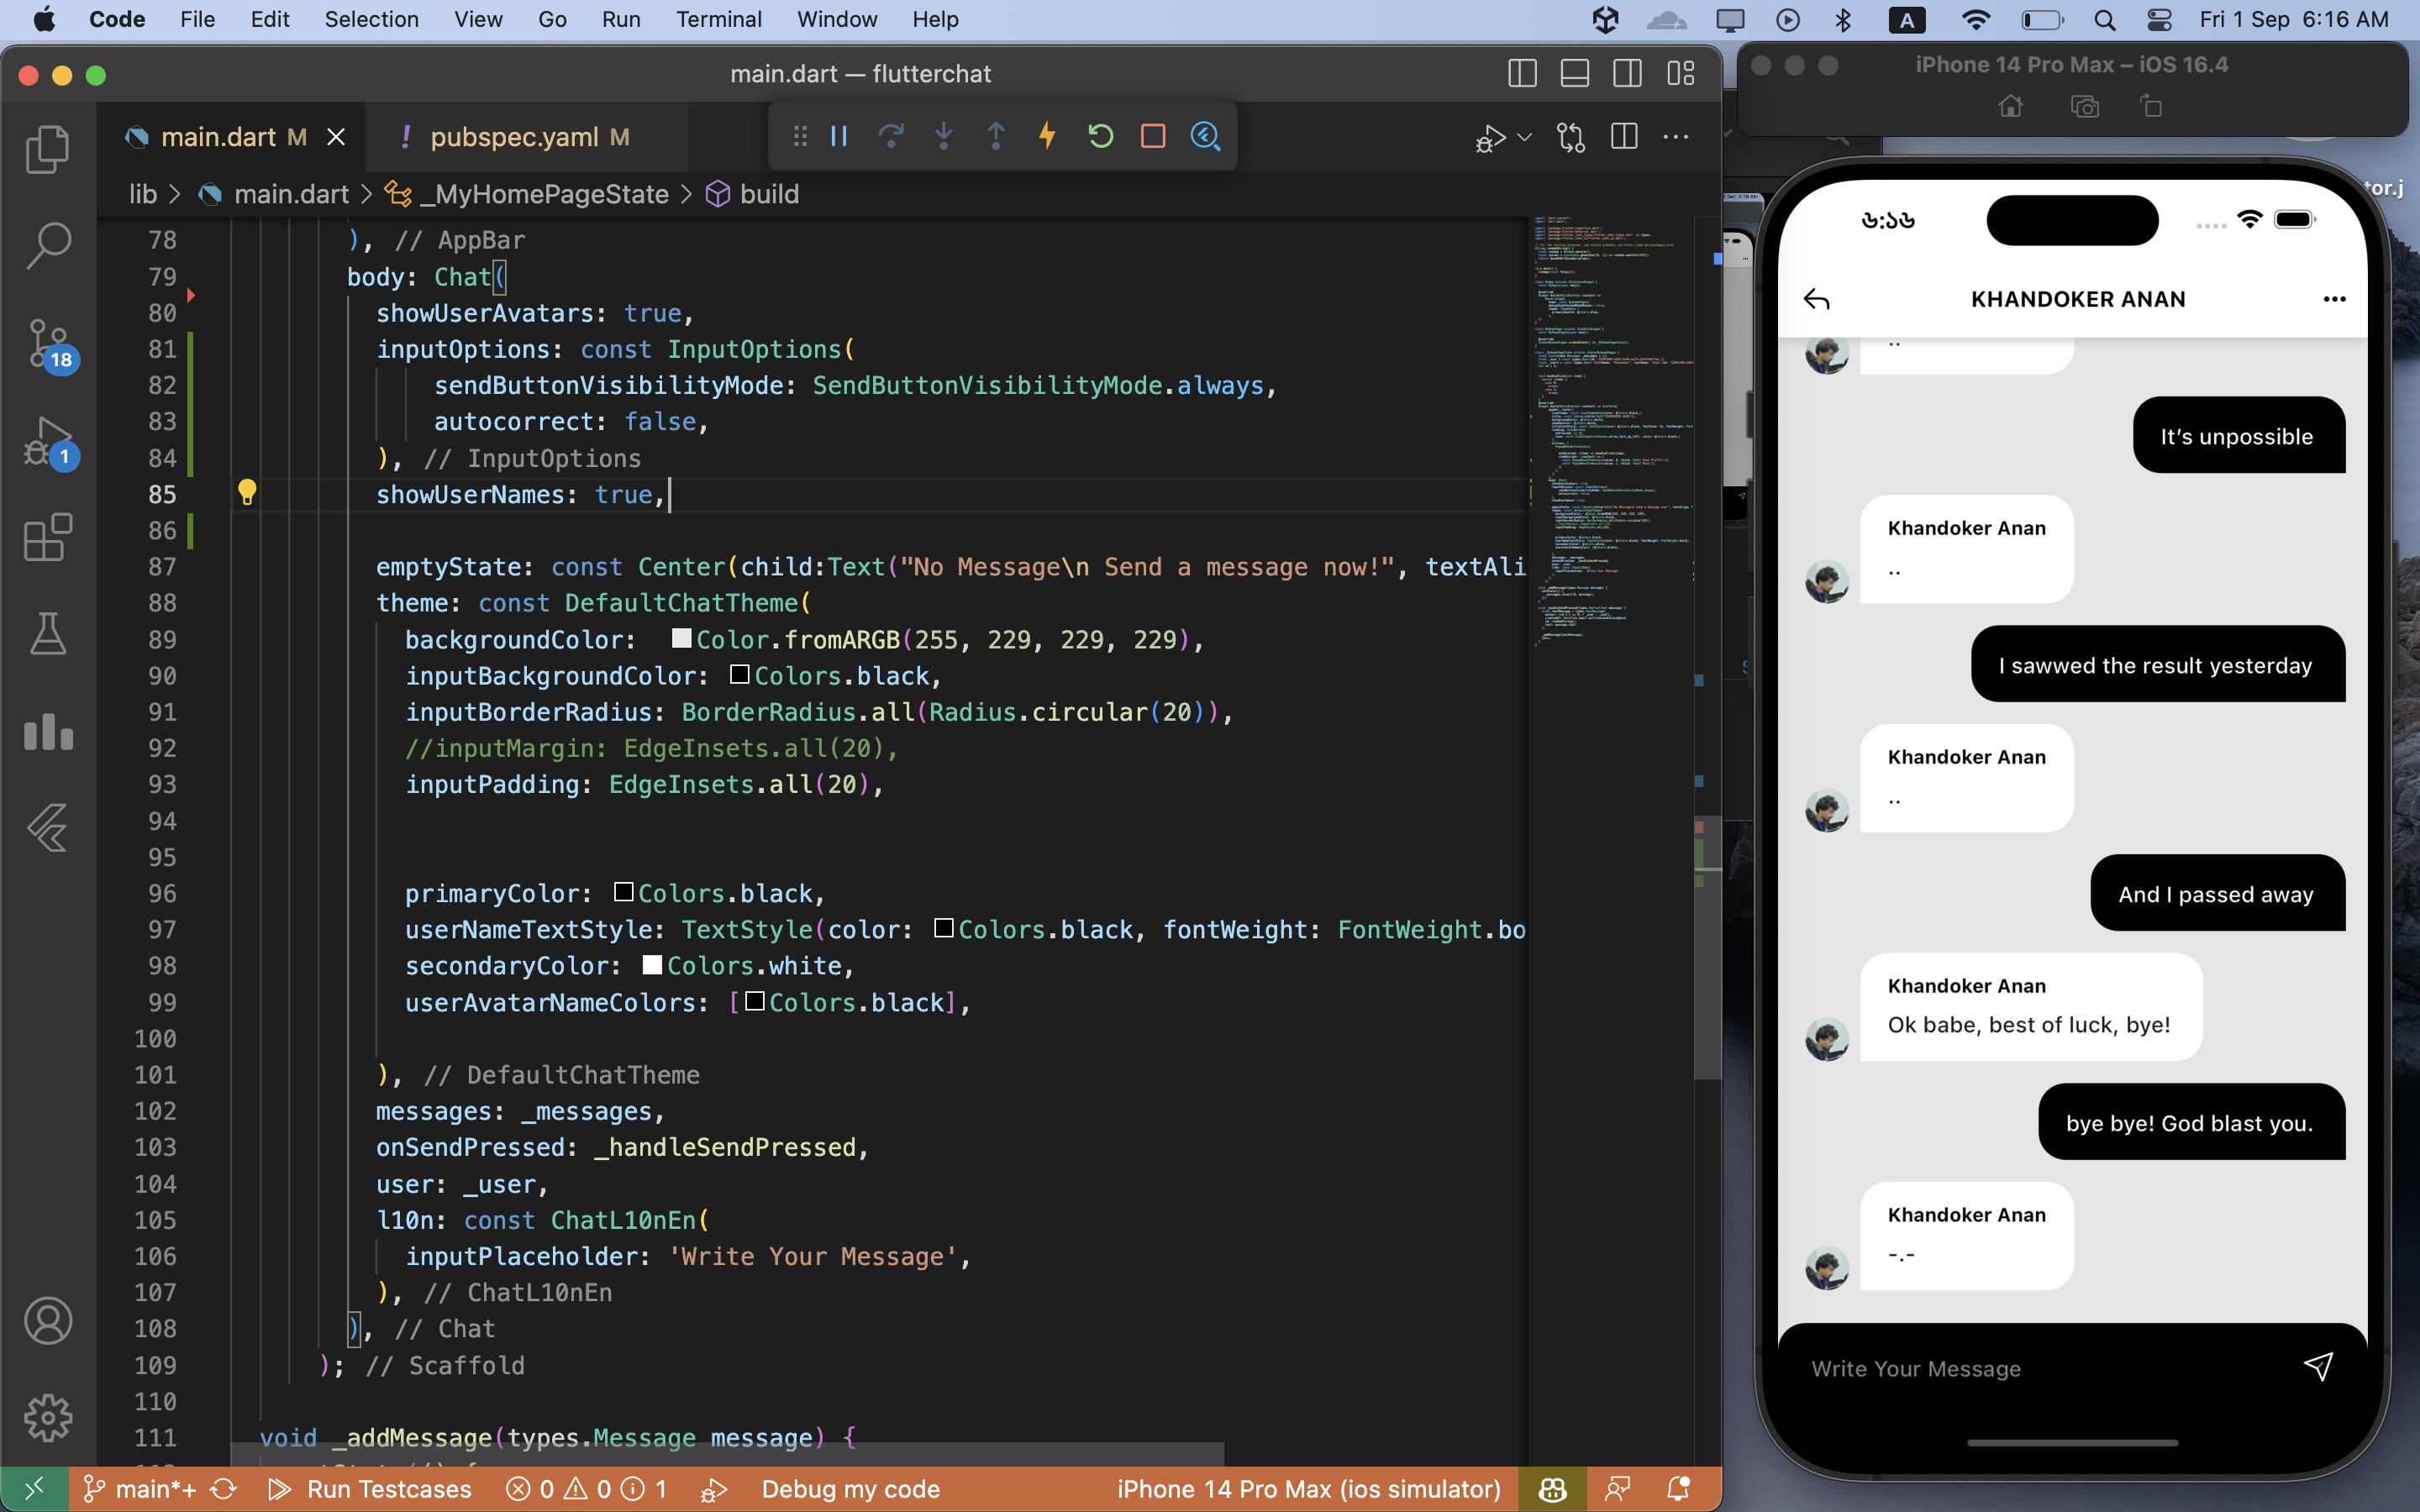 Code File Edit Selection View Go Run Terminal Window Help A Fri 1 Sep 6:16 AM
main.dart — flutterchat
main.dart M
! pubspec.yaml M
lib > main.dart > _MyHomePageState > build
18
1
78 ), // AppBar
79 body: Chat(
80 showUserAvatars: true,
81 inputOptions: const InputOptions(
82 sendButtonVisibilityMode: SendButtonVisibilityMode.always,
83 autocorrect: false,
84 ), // InputOptions
85 showUserNames: true,
86
87 emptyState: const Center(child:Text("No Message\n Send a message now!", textAli
88 theme: const DefaultChatTheme(
89 backgroundColor: Color.fromARGB(255, 229, 229, 229),
90 inputBackgroundColor: Colors.black,
91 inputBorderRadius: BorderRadius.all(Radius.circular(20)),
92 //inputMargin: EdgeInsets.all(20),
93 inputPadding: EdgeInsets.all(20),
94
95
96 primaryColor: Colors.black,
97 userNameTextStyle: TextStyle(color: Colors.black, fontWeight: FontWeight.bo
98 secondaryColor: Colors.white,
99 userAvatarNameColors: [Colors.black],
100
101 ), // DefaultChatTheme
102 messages: _messages,
103 onSendPressed: _handleSendPressed,
104 user: _user,
105 l10n: const ChatL10nEn(
106 inputPlaceholder: 'Write Your Message',
107 ), // ChatL10nEn
108 ), // Chat
109 ); // Scaffold
110
111 void _addMessage(types.Message message) {
main*+ Run Testcases 0 0 1 Debug my code iPhone 14 Pro Max (ios simulator)
iPhone 14 Pro Max – iOS 16.4
tor.j
৬:১৬
KHANDOKER ANAN
..
It’s unpossible
Khandoker Anan
..
I sawwed the result yesterday
Khandoker Anan
..
And I passed away
Khandoker Anan
Ok babe, best of luck, bye!
bye bye! God blast you.
Khandoker Anan
-.-
Write Your Message